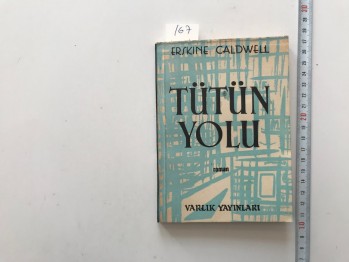 167
ERSKINE CALDWELL
TÜTÜN
YOLU
roman
VARLIK YAYINLARI